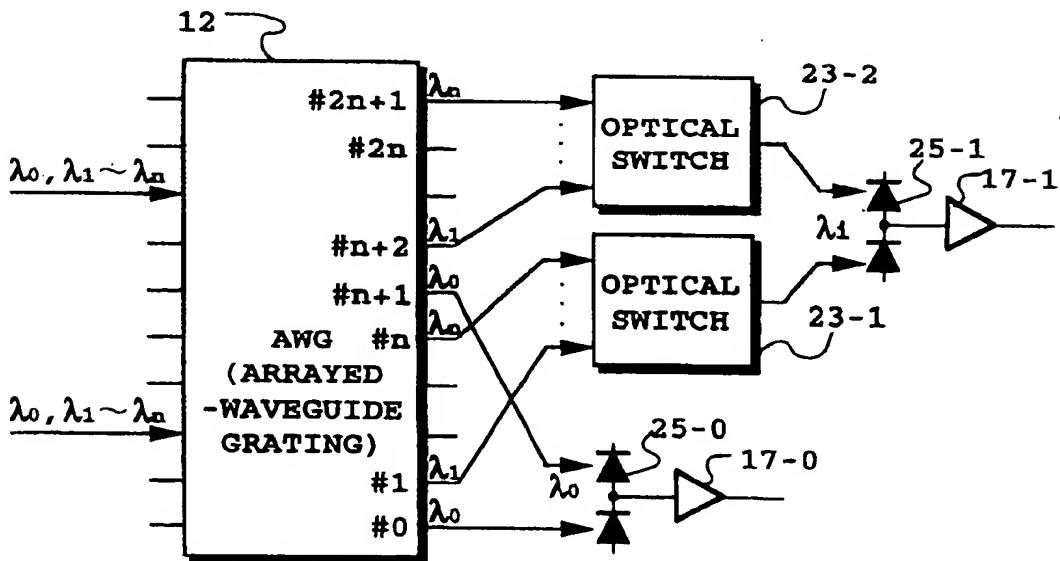 12
#2n+1
λn
OPTICAL
SWITCH
23-2
#2n
25-1
17-1
λ0, λ1~λn
#n+2
λ1
λi
#n+1
λ0
OPTICAL
SWITCH
23-1
#n
λn
AWG
(ARRAYED
-WAVEGUIDE
GRATING)
λ0, λ1~λn
25-0
17-0
#1
λ1
λ0
#0
λ0